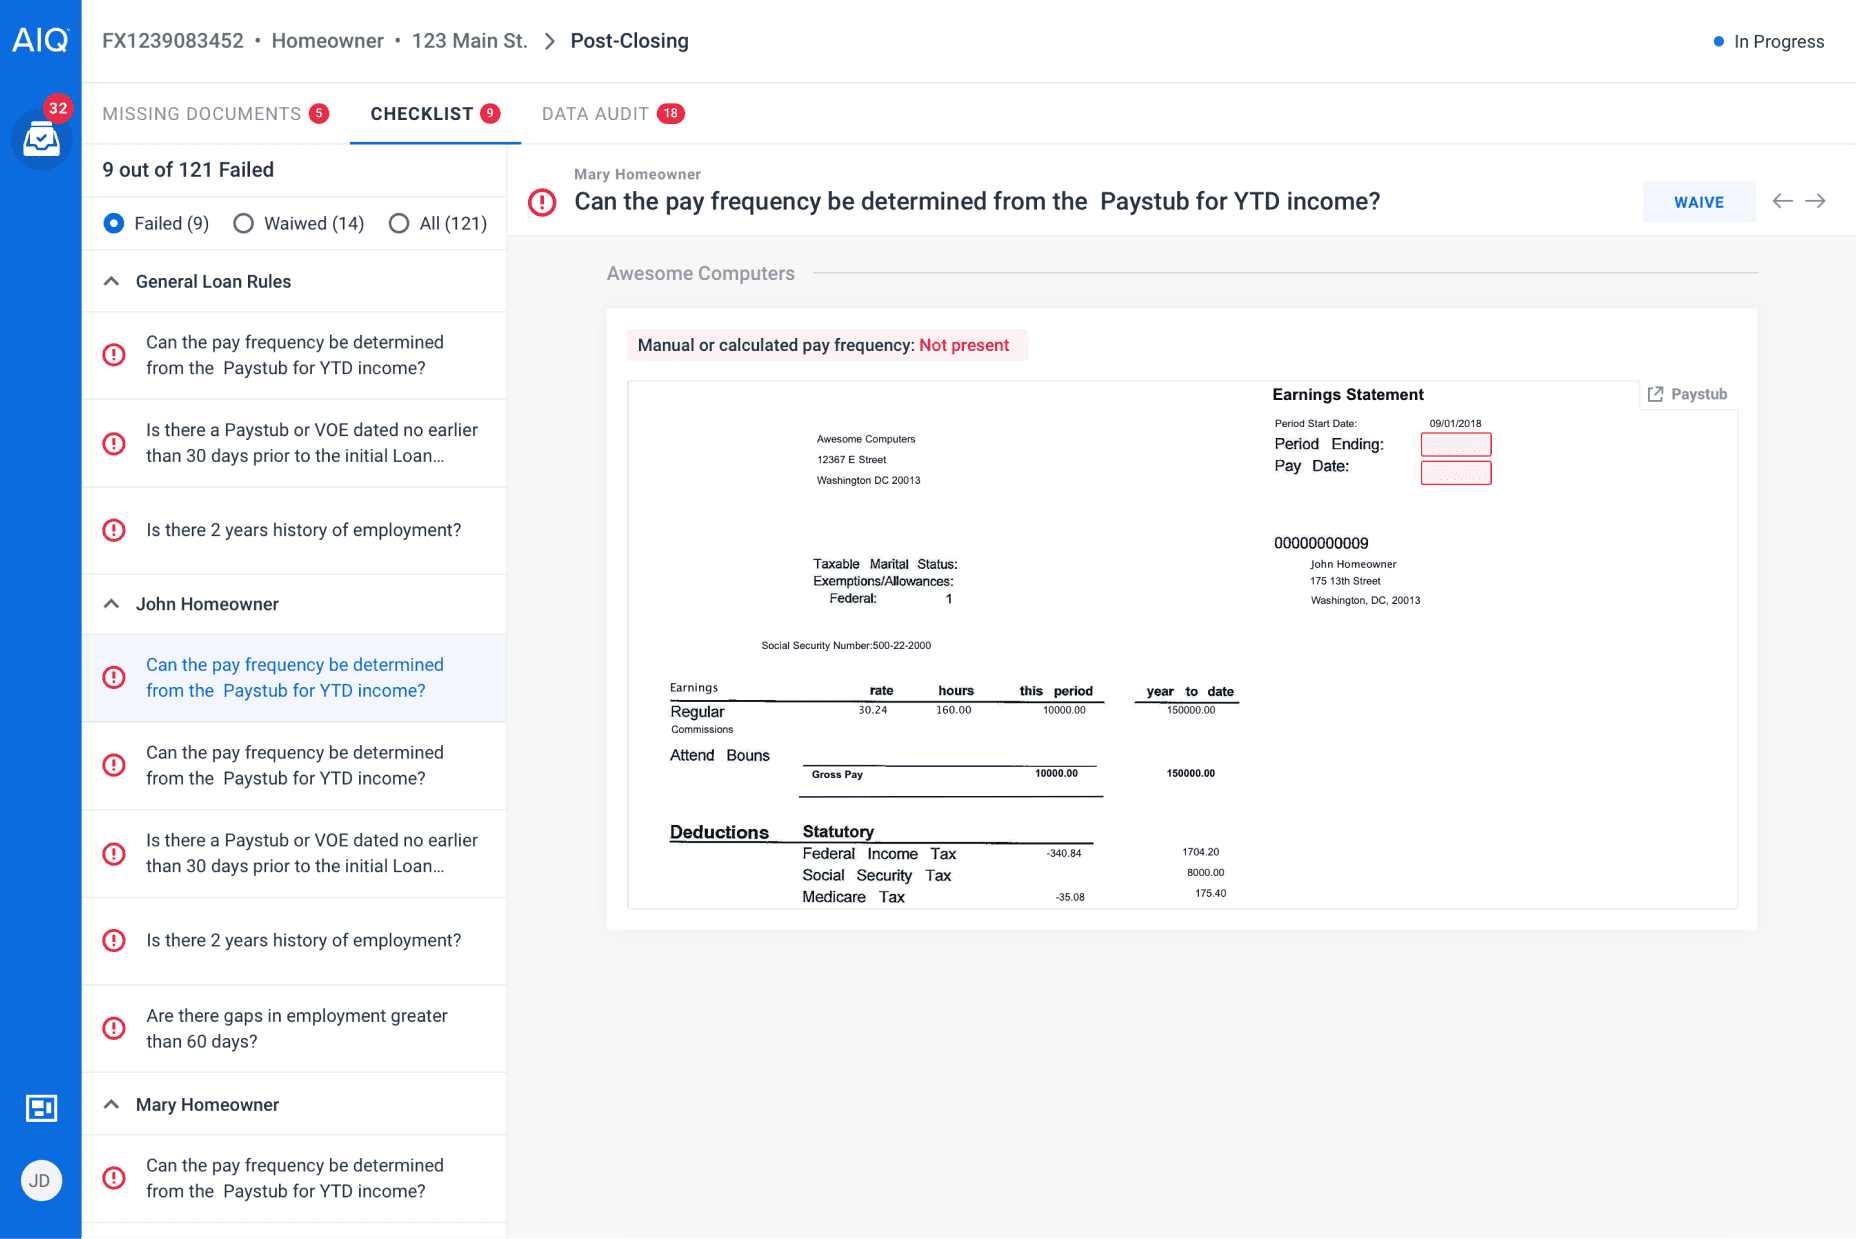 AIQ
FX1239083452 • Homeowner • 123 Main St. > Post-Closing
In Progress
32
MISSING DOCUMENTS 5
CHECKLIST 9
DATA AUDIT 18
9 out of 121 Failed
Failed (9)
Waiwed (14)
All (121)
General Loan Rules
Can the pay frequency be determined
from the Paystub for YTD income?
Is there a Paystub or VOE dated no earlier
than 30 days prior to the initial Loan...
Is there 2 years history of employment?
John Homeowner
Can the pay frequency be determined
from the Paystub for YTD income?
Can the pay frequency be determined
from the Paystub for YTD income?
Is there a Paystub or VOE dated no earlier
than 30 days prior to the initial Loan...
Is there 2 years history of employment?
Are there gaps in employment greater
than 60 days?
Mary Homeowner
Can the pay frequency be determined
from the Paystub for YTD income?
JD
Mary Homeowner
Can the pay frequency be determined from the Paystub for YTD income?
WAIVE
Awesome Computers
Manual or calculated pay frequency: Not present
Paystub
Earnings Statement
Period Start Date: 09/01/2018
Period Ending:
Pay Date:
Awesome Computers
12367 E Street
Washington DC 20013
00000000009
John Homeowner
175 13th Street
Washington, DC, 20013
Taxable Marital Status:
Exemptions/Allowances:
Federal: 1
Social Security Number:500-22-2000
Earnings rate hours this period year to date
Regular 30.24 160.00 10000.00 150000.00
Commissions
Attend Bouns
Gross Pay 10000.00 150000.00
Deductions Statutory
Federal Income Tax -340.84 1704.20
Social Security Tax 8000.00
Medicare Tax -35.08 175.40